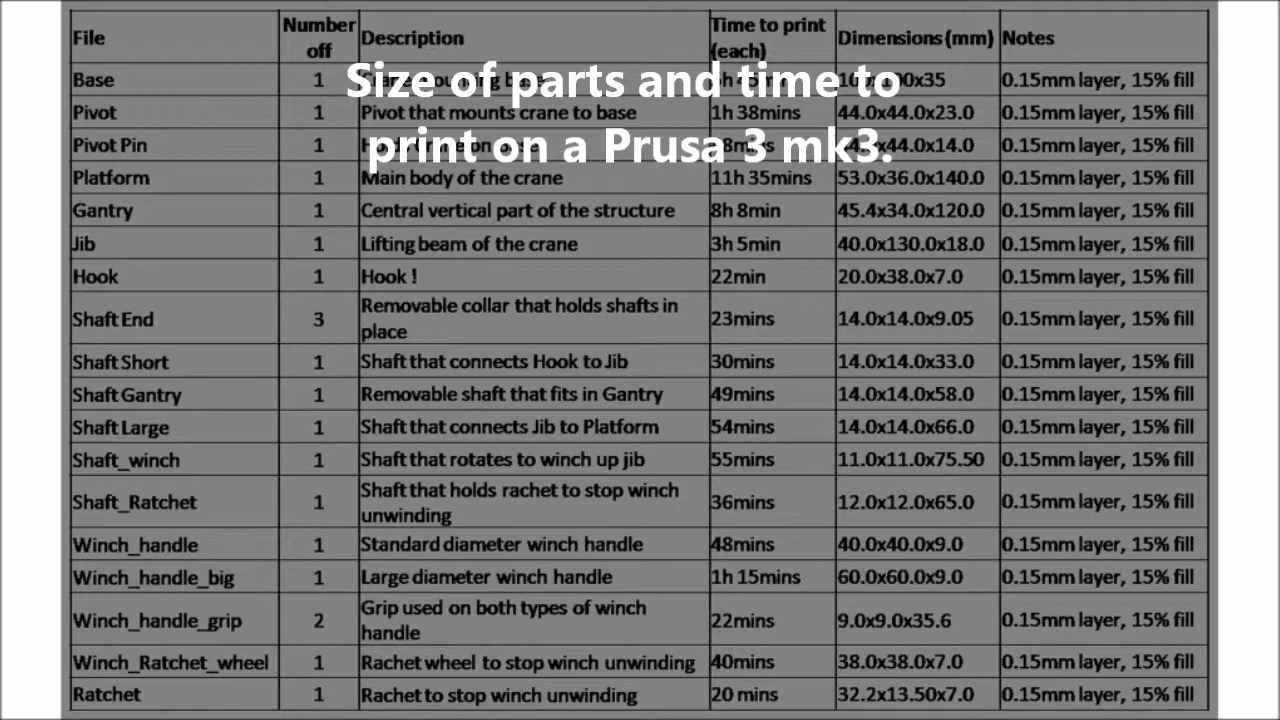 Size of parts and time to
print on a Prusa 3 mk3.
File Number off Description Time to print (each) Dimensions (mm) Notes
Base 1 0.15mm layer, 15% fill
Pivot 1 Pivot that mounts crane to base 1h 38mins 44.0x44.0x23.0 0.15mm layer, 15% fill
Pivot Pin 1 0.15mm layer, 15% fill
Platform 1 Main body of the crane 11h 35mins 53.0x36.0x140.0 0.15mm layer, 15% fill
Gantry 1 Central vertical part of the structure 8h 8min 45.4x34.0x120.0 0.15mm layer, 15% fill
Jib 1 Lifting beam of the crane 3h 5min 40.0x130.0x18.0 0.15mm layer, 15% fill
Hook 1 Hook ! 22min 20.0x38.0x7.0 0.15mm layer, 15% fill
Shaft End 3 Removable collar that holds shafts in place 23mins 14.0x14.0x9.05 0.15mm layer, 15% fill
Shaft Short 1 Shaft that connects Hook to Jib 30mins 14.0x14.0x33.0 0.15mm layer, 15% fill
Shaft Gantry 1 Removable shaft that fits in Gantry 49mins 14.0x14.0x58.0 0.15mm layer, 15% fill
Shaft Large 1 Shaft that connects Jib to Platform 54mins 14.0x14.0x66.0 0.15mm layer, 15% fill
Shaft_winch 1 Shaft that rotates to winch up jib 55mins 11.0x11.0x75.50 0.15mm layer, 15% fill
Shaft_Ratchet 1 Shaft that holds rachet to stop winch unwinding 36mins 12.0x12.0x65.0 0.15mm layer, 15% fill
Winch_handle 1 Standard diameter winch handle 48mins 40.0x40.0x9.0 0.15mm layer, 15% fill
Winch_handle_big 1 Large diameter winch handle 1h 15mins 60.0x60.0x9.0 0.15mm layer, 15% fill
Winch_handle_grip 2 Grip used on both types of winch handle 22mins 9.0x9.0x35.6 0.15mm layer, 15% fill
Winch_Ratchet_wheel 1 Rachet wheel to stop winch unwinding 40mins 38.0x38.0x7.0 0.15mm layer, 15% fill
Ratchet 1 Rachet to stop winch unwinding 20 mins 32.2x13.50x7.0 0.15mm layer, 15% fill